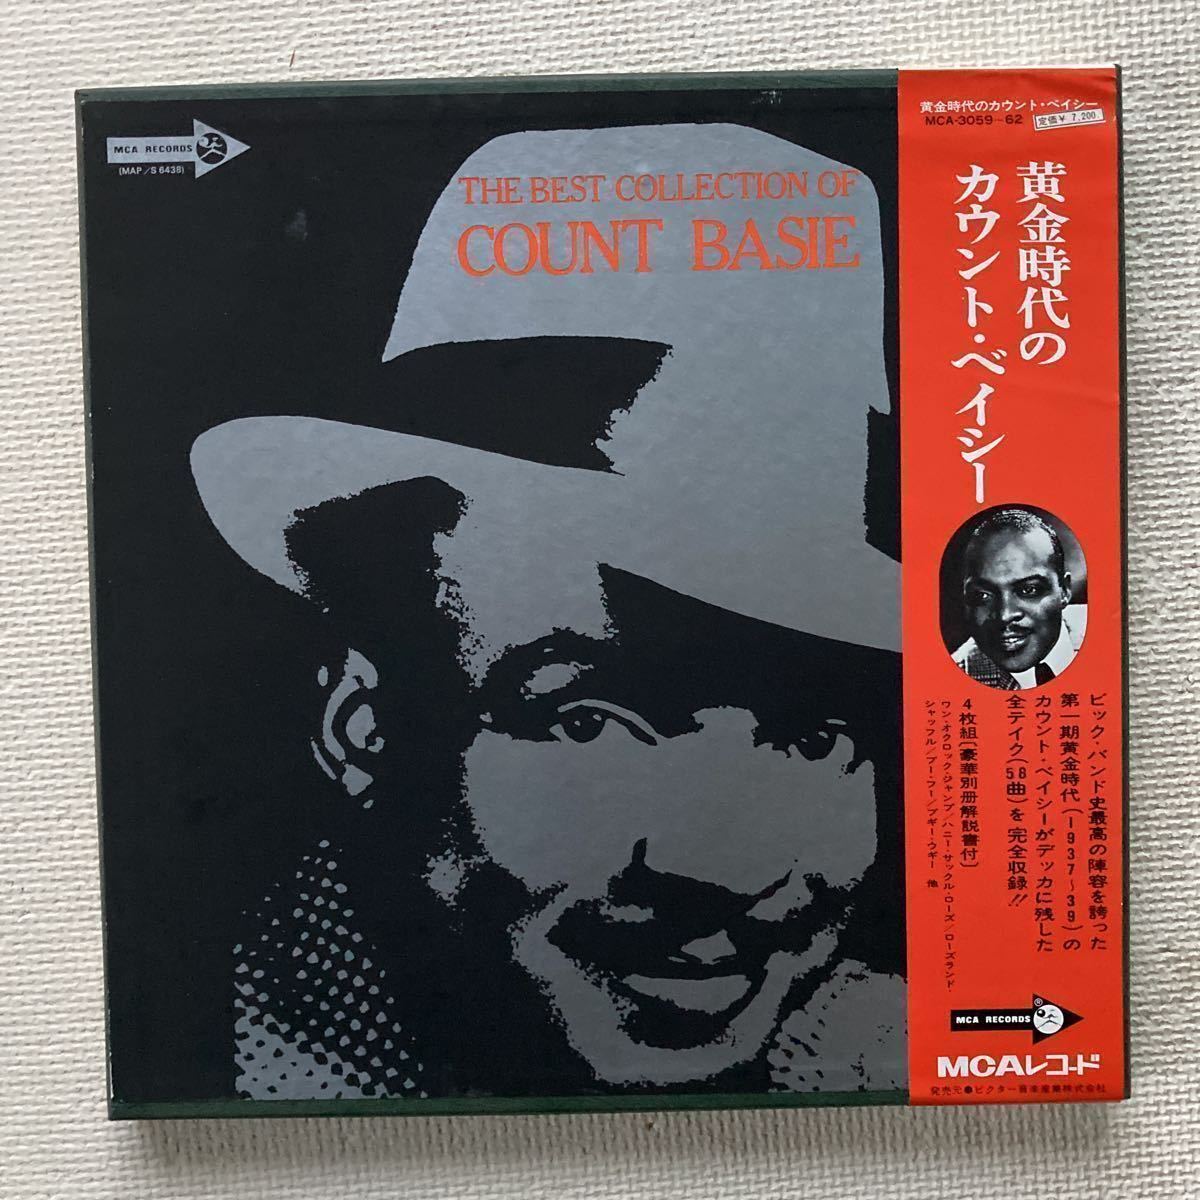 MCA RECORDS
(MAP/S 6438)
THE BEST COLLECTION OF
COUNT BASIE
黄金時代のカウント・ベイシー
MCA-3059~62
定価¥7,200.
黄金時代の
カウント・ベイシー
ビッグ・バンド史最高の陣容を誇った
第一期黄金時代(1937~39)の
カウント・ベイシーがデッカに残した
全テイク(58曲)を完全収録!!
4枚組〔豪華別冊解説書付〕
ワン・オクロック・ジャンプ/ハニー・サックル・ローズ/ローズランド・
シャッフル/ブー・フー/ブギー・ウギー 他
MCA RECORDS ®
MCAレコード
発売元●ビクター音楽産業株式会社